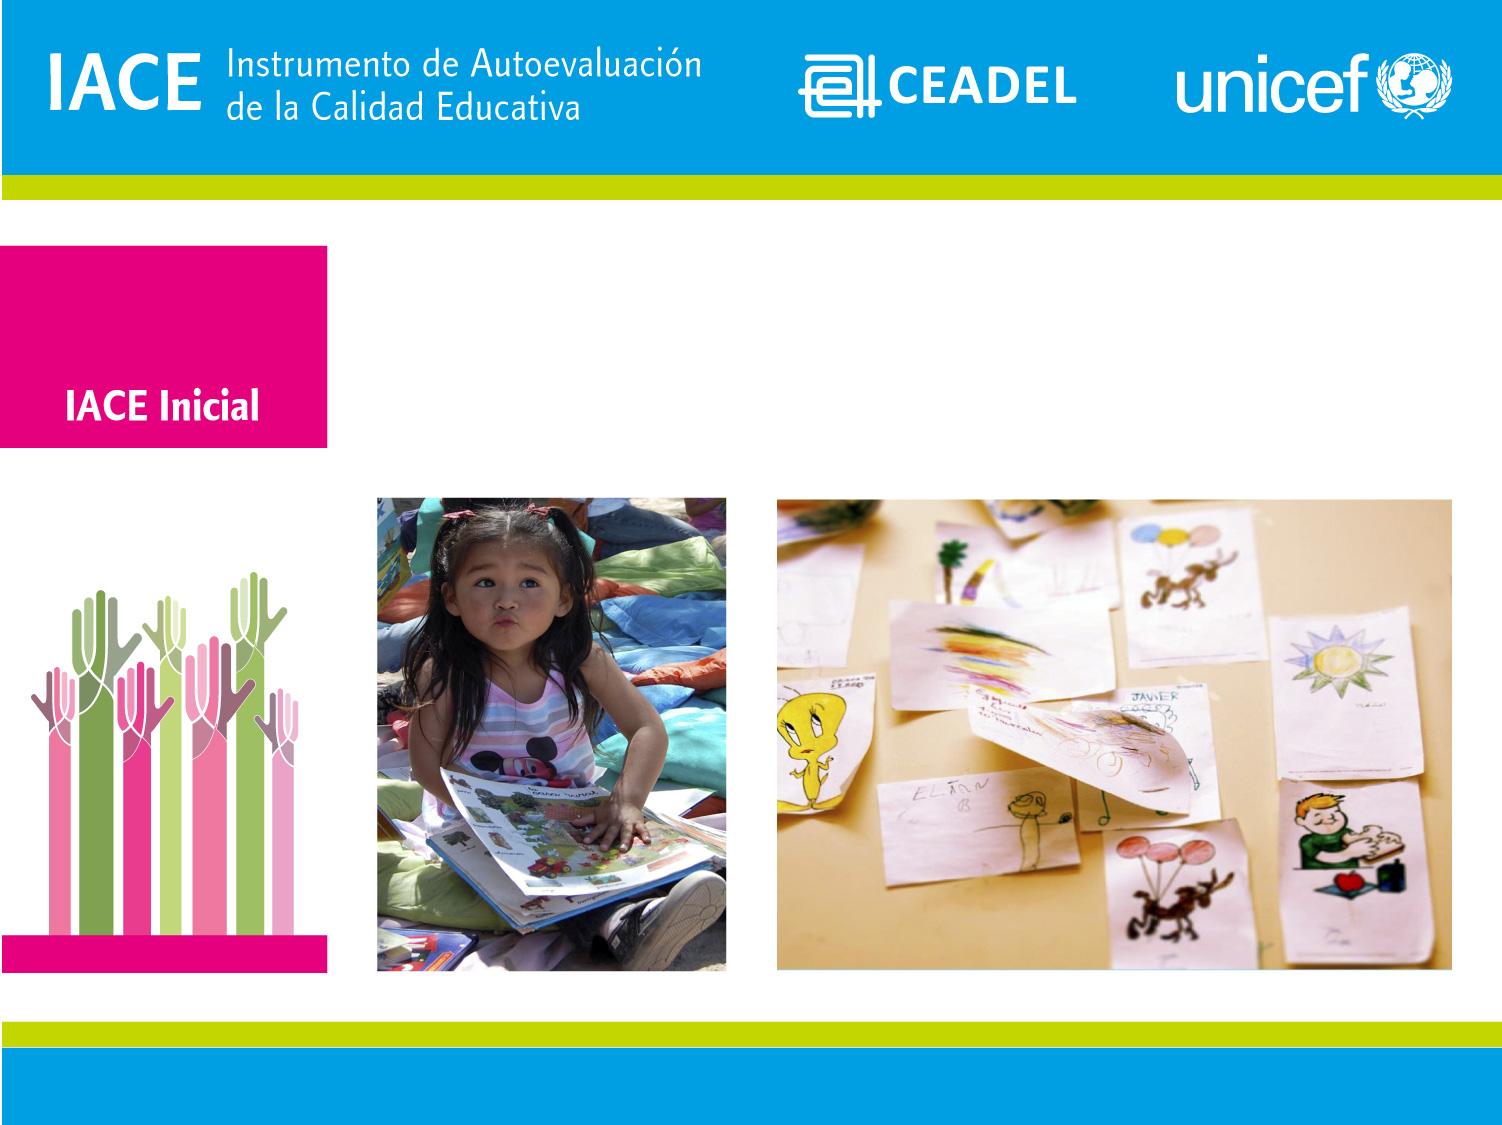 IACE
Instrumento de Autoevaluación
de la Calidad Educativa
CEADEL
unicef
IACE Inicial
JAVIER